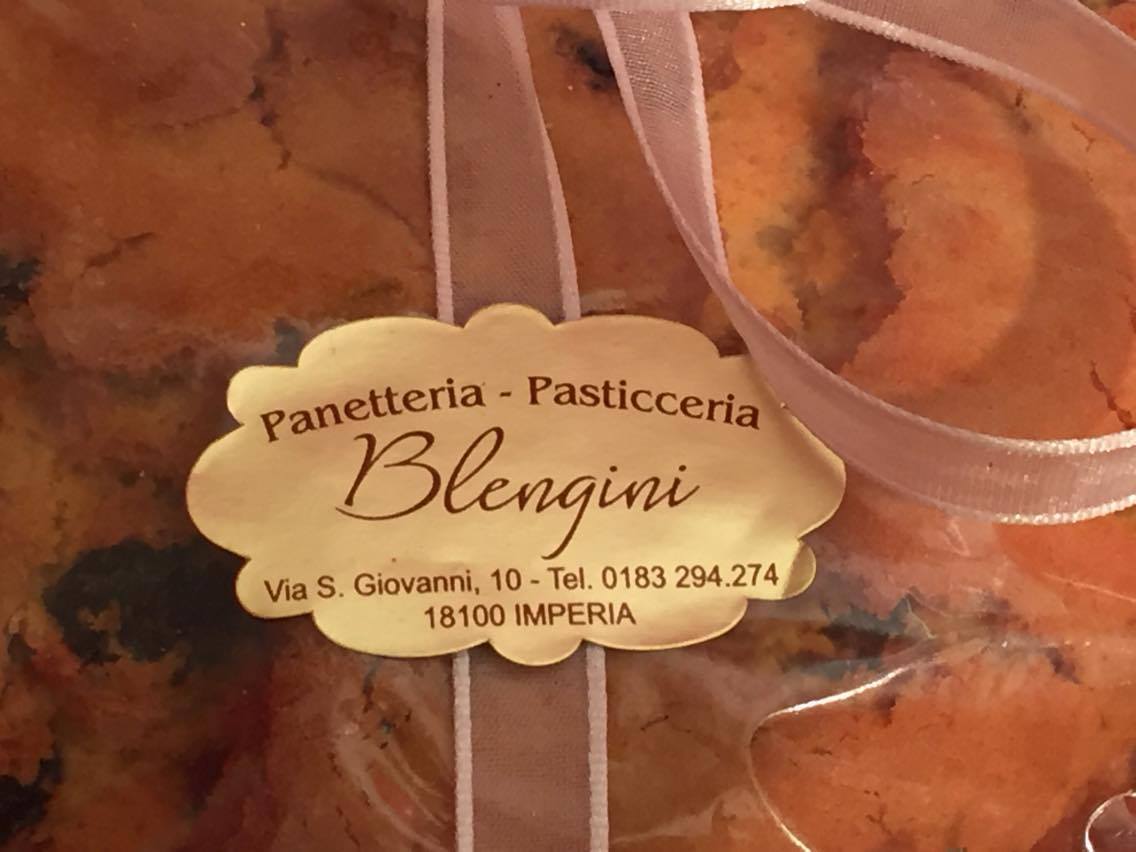 Panetteria - Pasticceria
Blengini
Via S. Giovanni, 10 - Tel. 0183 294.274
18100 IMPERIA